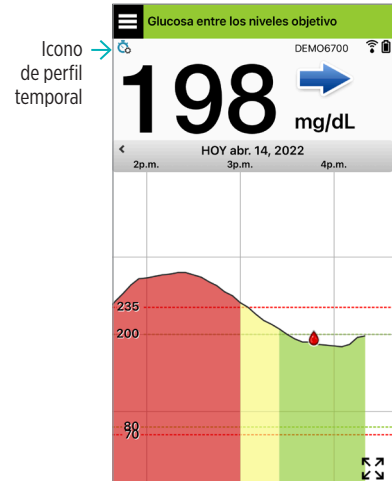 Glucosa entre los niveles objetivo
Icono
de perfil
temporal
DEMO6700
198
mg/dL
HOY abr. 14, 2022
2p.m. 3p.m. 4p.m.
235
200
80
70